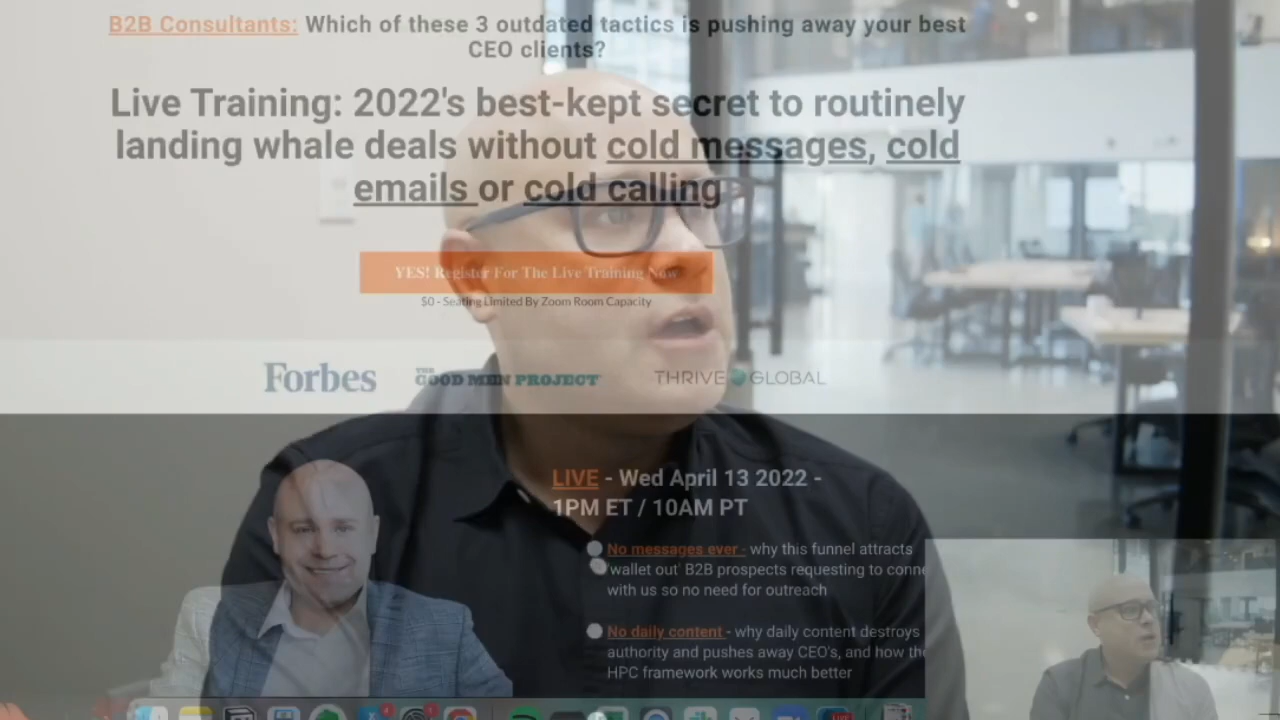 B2B Consultants: Which of these 3 outdated tactics is pushing away your best
CEO clients?
Live Training: 2022's best-kept secret to routinely
landing whale deals without cold messages, cold
emails or cold calling
YES! Register For The Live Training Now
$0 - Seating Limited By Zoom Room Capacity
Forbes
THE
GOOD MEN PROJECT
THRIVE GLOBAL
LIVE - Wed April 13 2022 -
1PM ET / 10AM PT
No messages ever - why this funnel attracts
'wallet out' B2B prospects requesting to conne
with us so no need for outreach
No daily content - why daily content destroys
authority and pushes away CEO's, and how the
HPC framework works much better